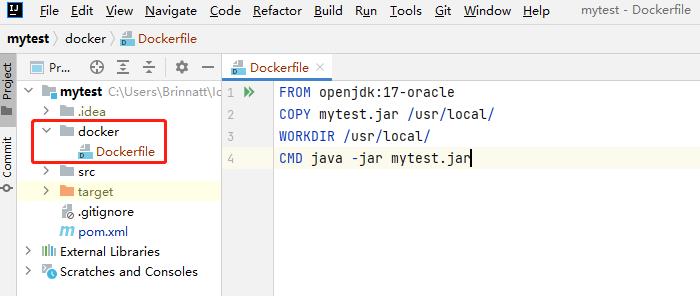 IJ File Edit View Navigate Code Refactor Build Run Tools Git Window Help mytest - Dockerfile
mytest docker Dockerfile
Project
Commit
Pr...
mytest C:\Users\Brinnatt\Id
.idea
docker
Dockerfile
src
target
.gitignore
pom.xml
External Libraries
Scratches and Consoles
Dockerfile
1 FROM openjdk:17-oracle
2 COPY mytest.jar /usr/local/
3 WORKDIR /usr/local/
4 CMD java -jar mytest.jar